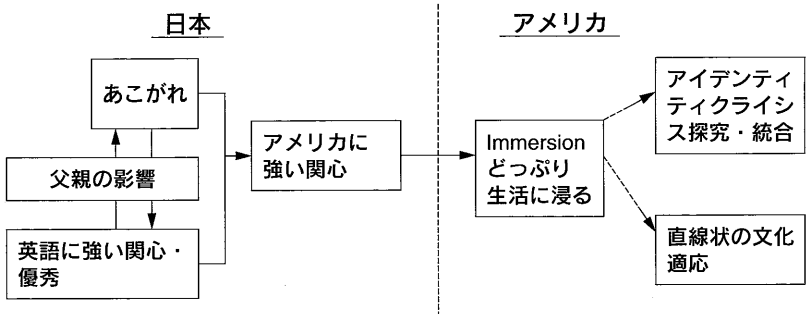 日本
アメリカ
あこがれ
父親の影響
英語に強い関心・
優秀
アメリカに
強い関心
Immersion
どっぷり
生活に浸る
アイデンティ
ティクライシ
ス探究・統合
直線状の文化
適応